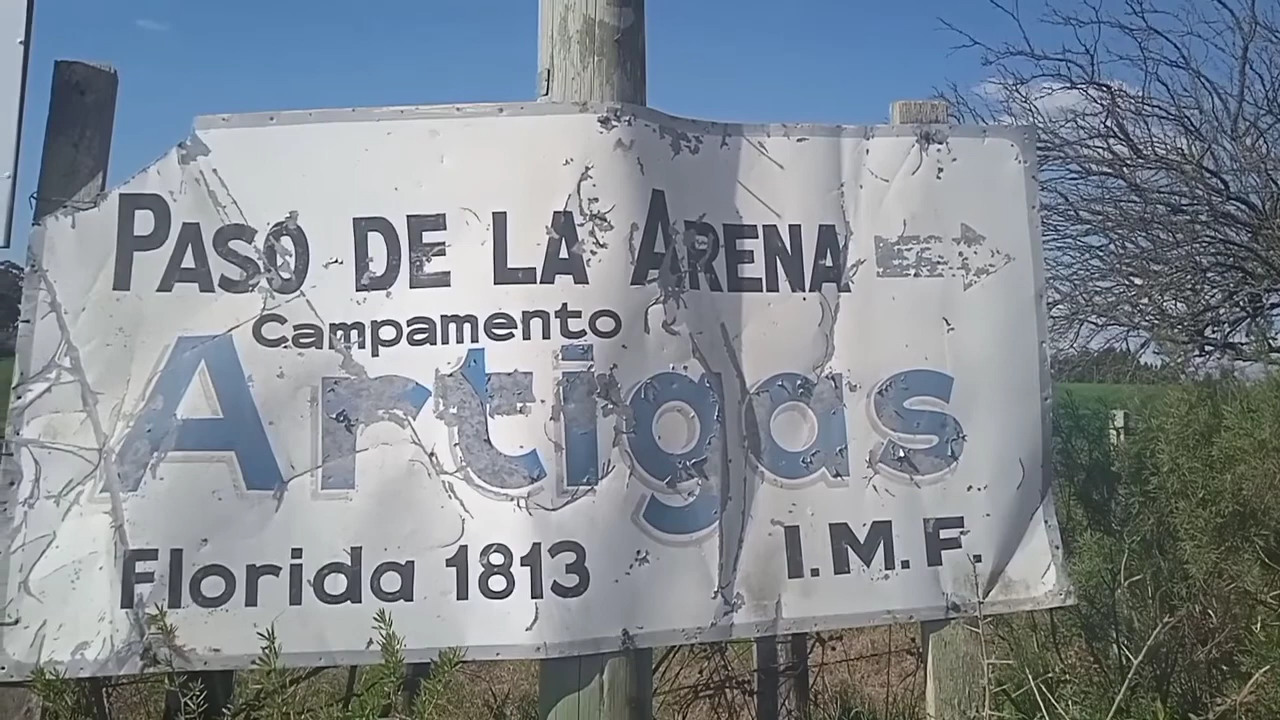 PASO DE LA ARENA
Campamento
Artigas
Florida 1813
I.M.F.